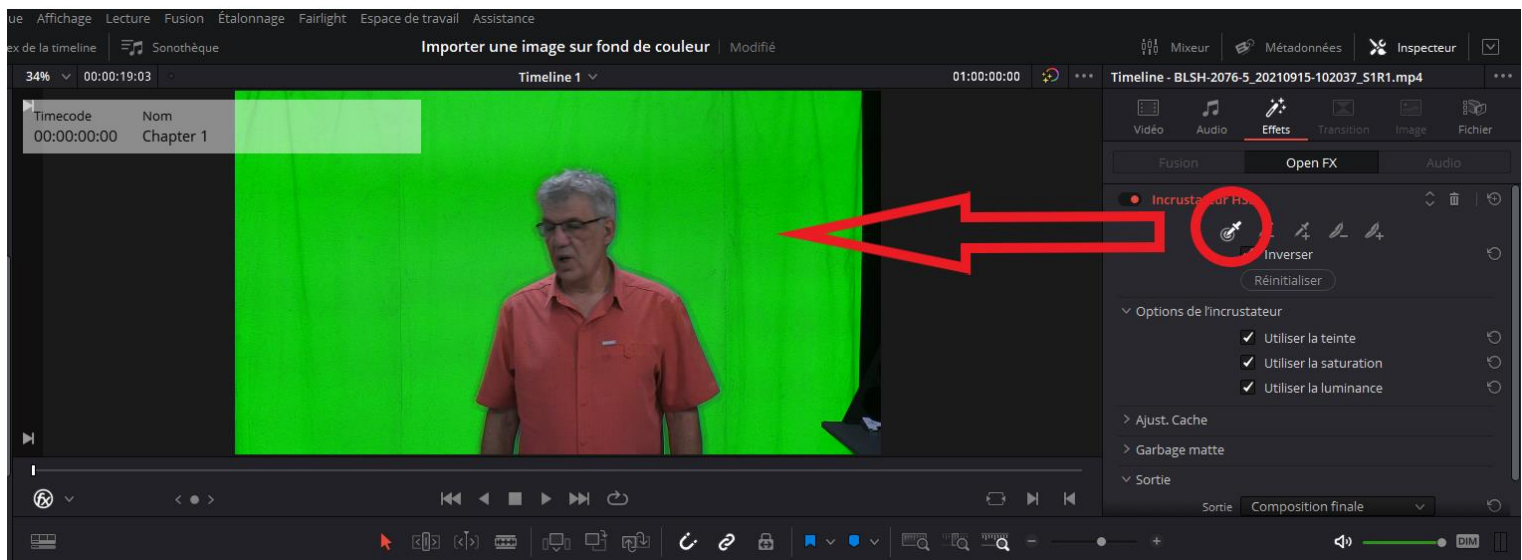 ue Affichage Lecture Fusion Étalonnage Fairlight Espace de travail Assistance
ex de la timeline Sonothèque Importer une image sur fond de couleur Modifié Mixeur Métadonnées Inspecteur
34% 00:00:19:03 Timeline 1 01:00:00:00 Timeline - BLSH-2076-5_20210915-102037_S1R1.mp4
Timecode Nom
00:00:00:00 Chapter 1
Vidéo Audio Effets Transition Image Fichier
Fusion Open FX Audio
Incrustateur HS
Inverser
Réinitialiser
Options de l'incrustateur
Utiliser la teinte
Utiliser la saturation
Utiliser la luminance
Ajust. Cache
Garbage matte
Sortie
Sortie Composition finale
DIM